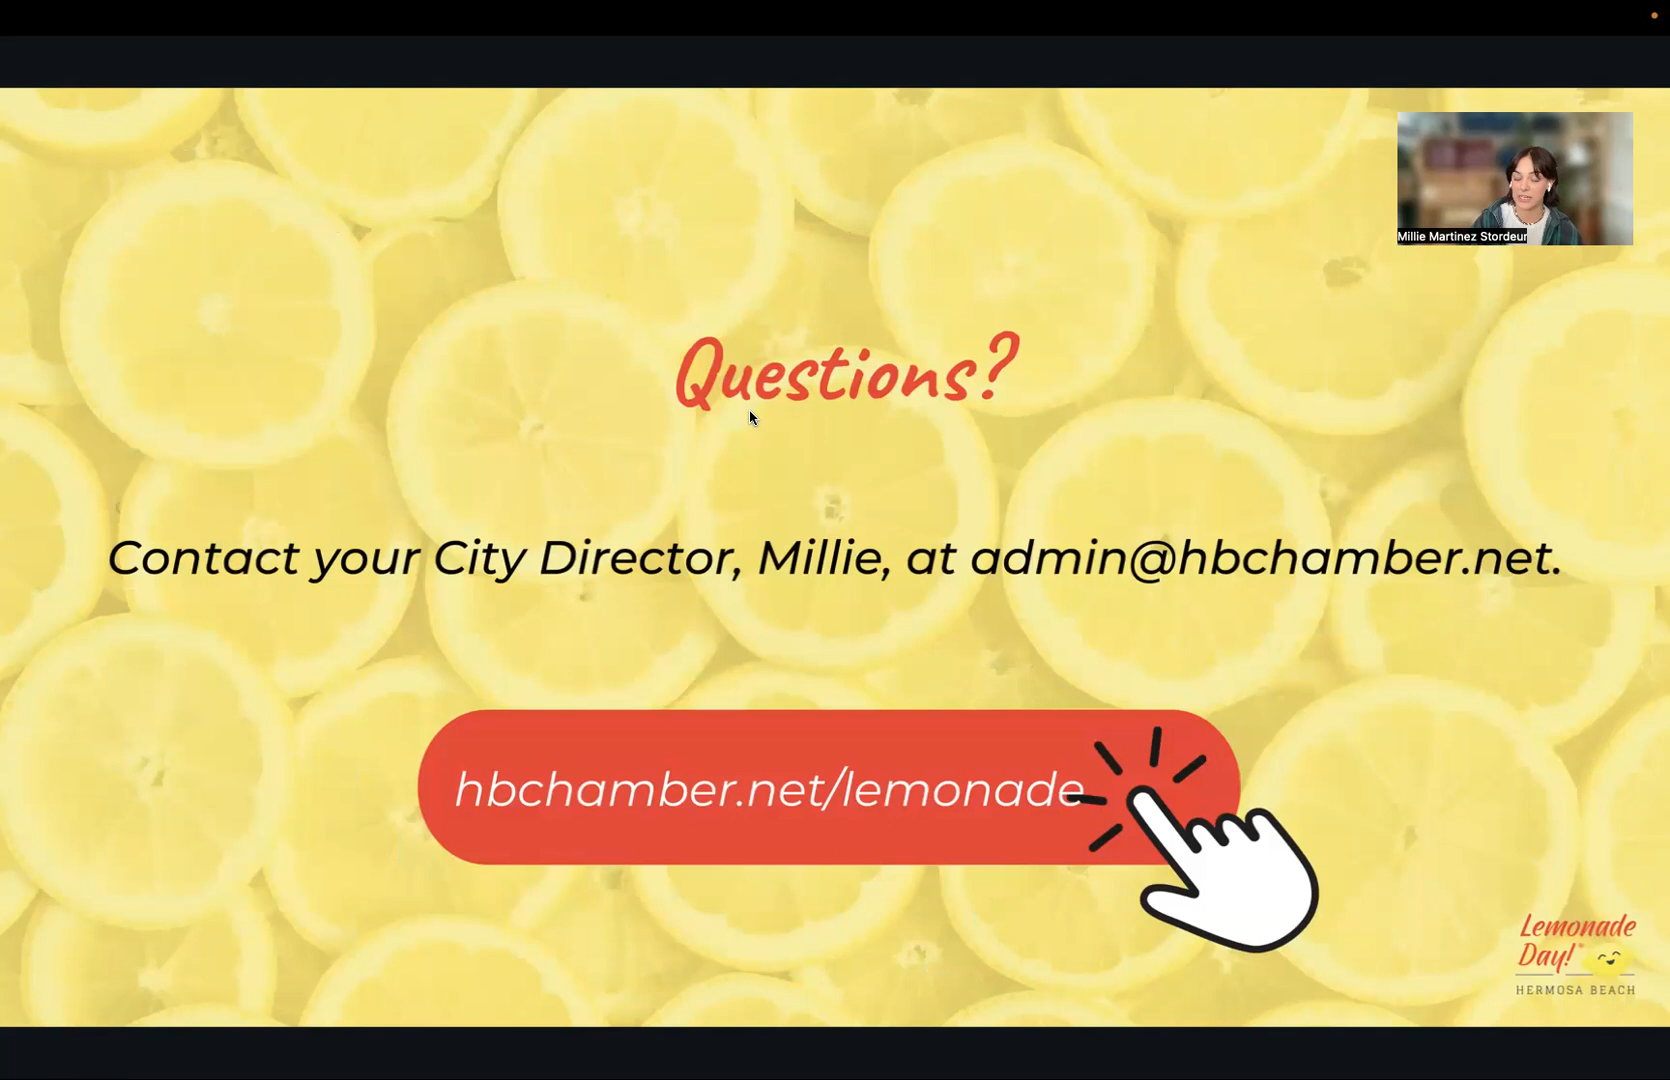 Millie Martinez Stordeur
Questions?
Contact your City Director, Millie, at admin@hbchamber.net.
hbchamber.net/lemonade
Lemonade
Day!®
HERMOSA BEACH